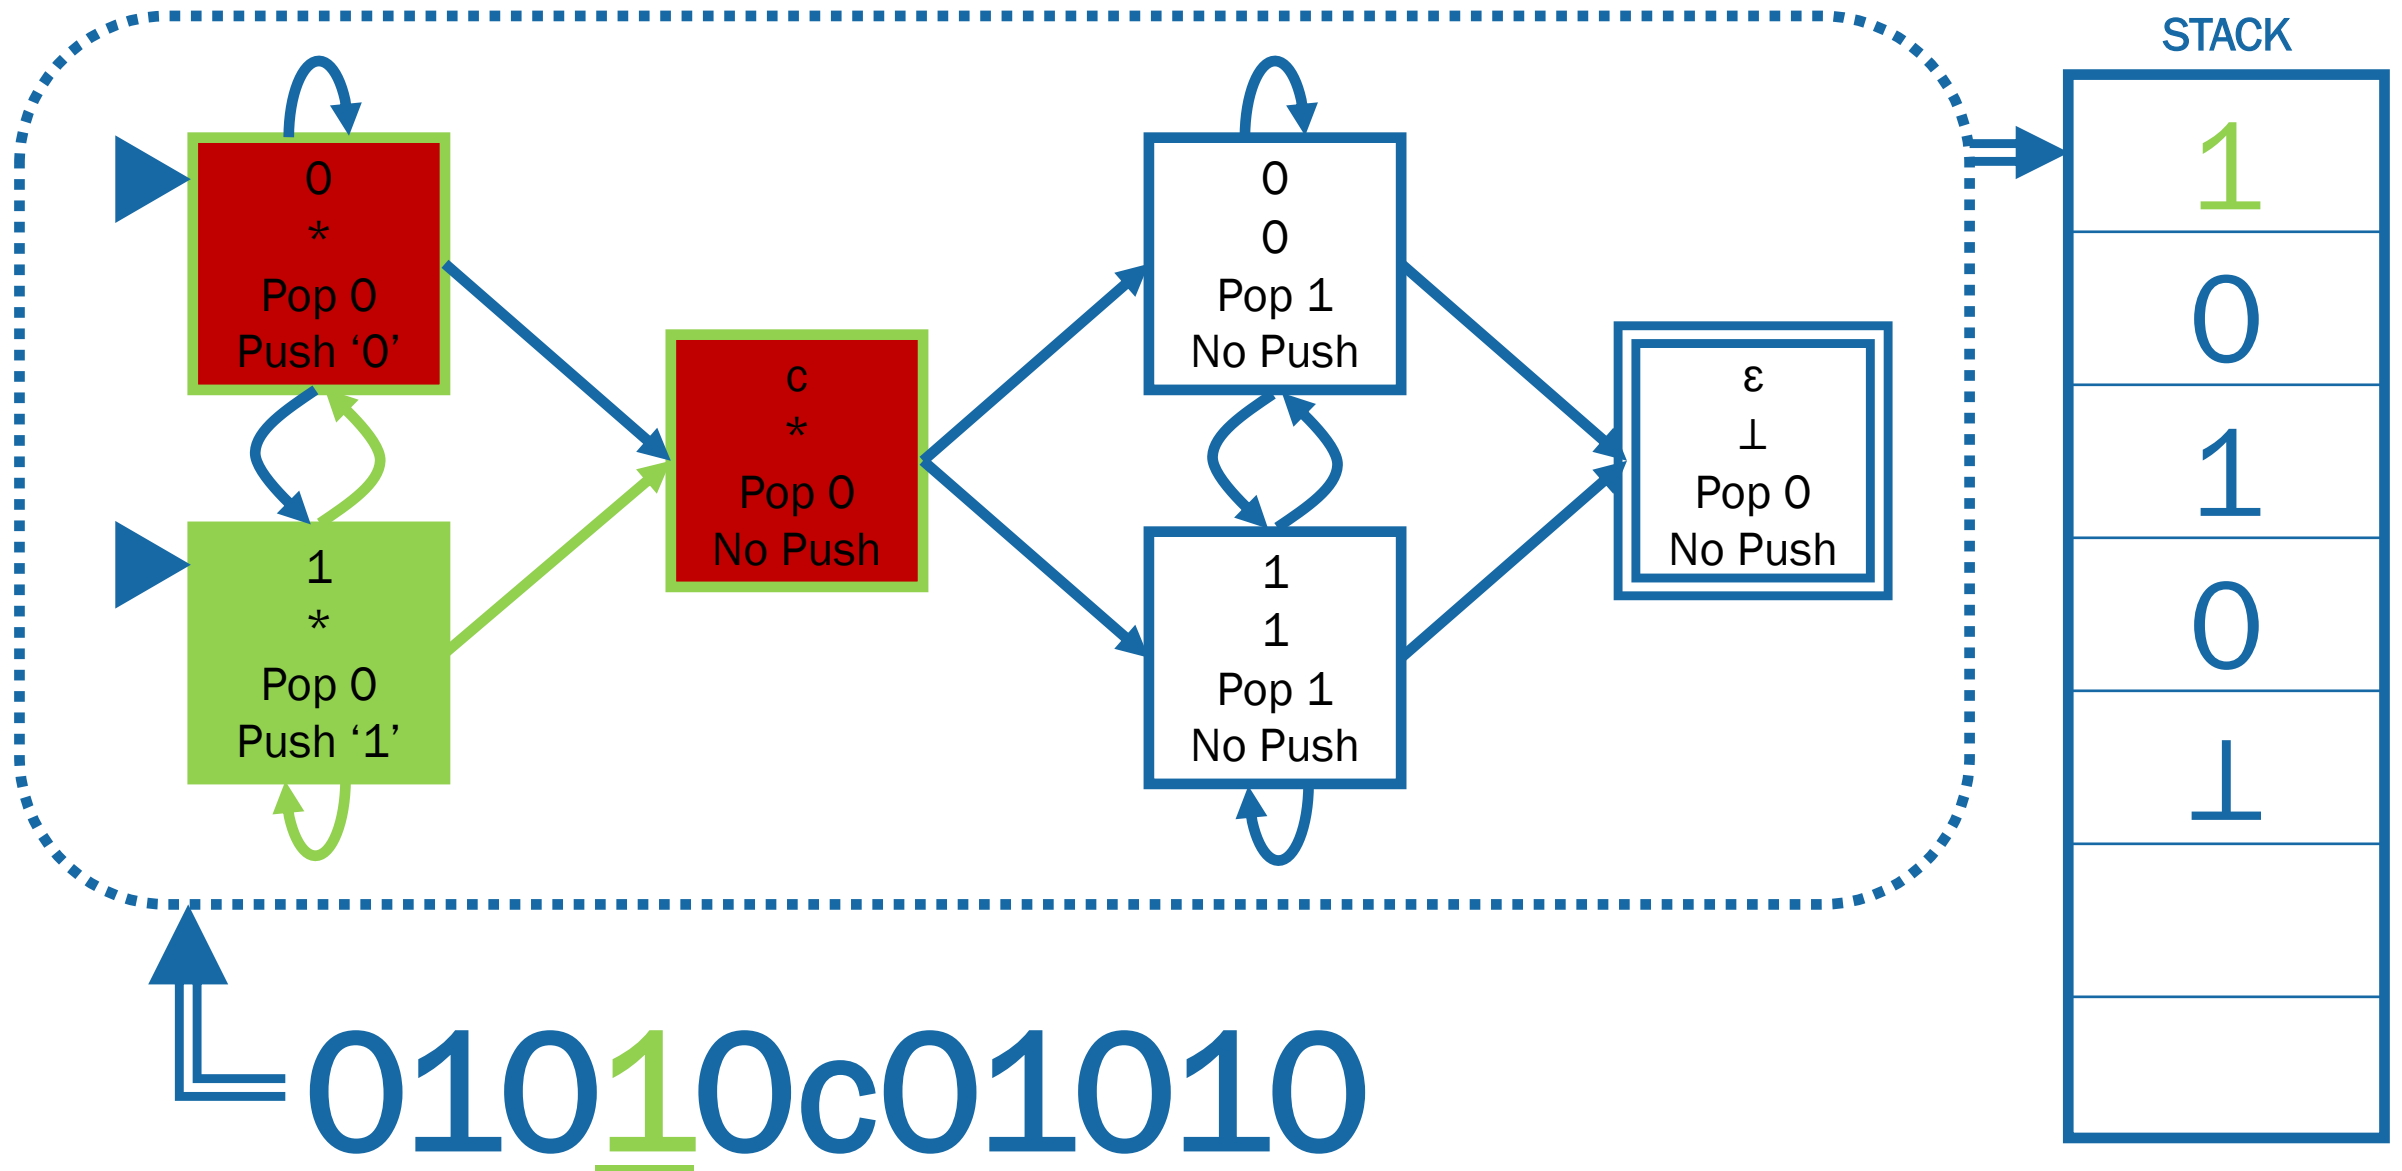 STACK
0
*
Pop 0
Push ‘0’
1
*
Pop 0
Push ‘1’
c
*
Pop 0
No Push
0
0
Pop 1
No Push
1
1
Pop 1
No Push
ε
⊥
Pop 0
No Push
1
0
1
0
⊥
01010c01010